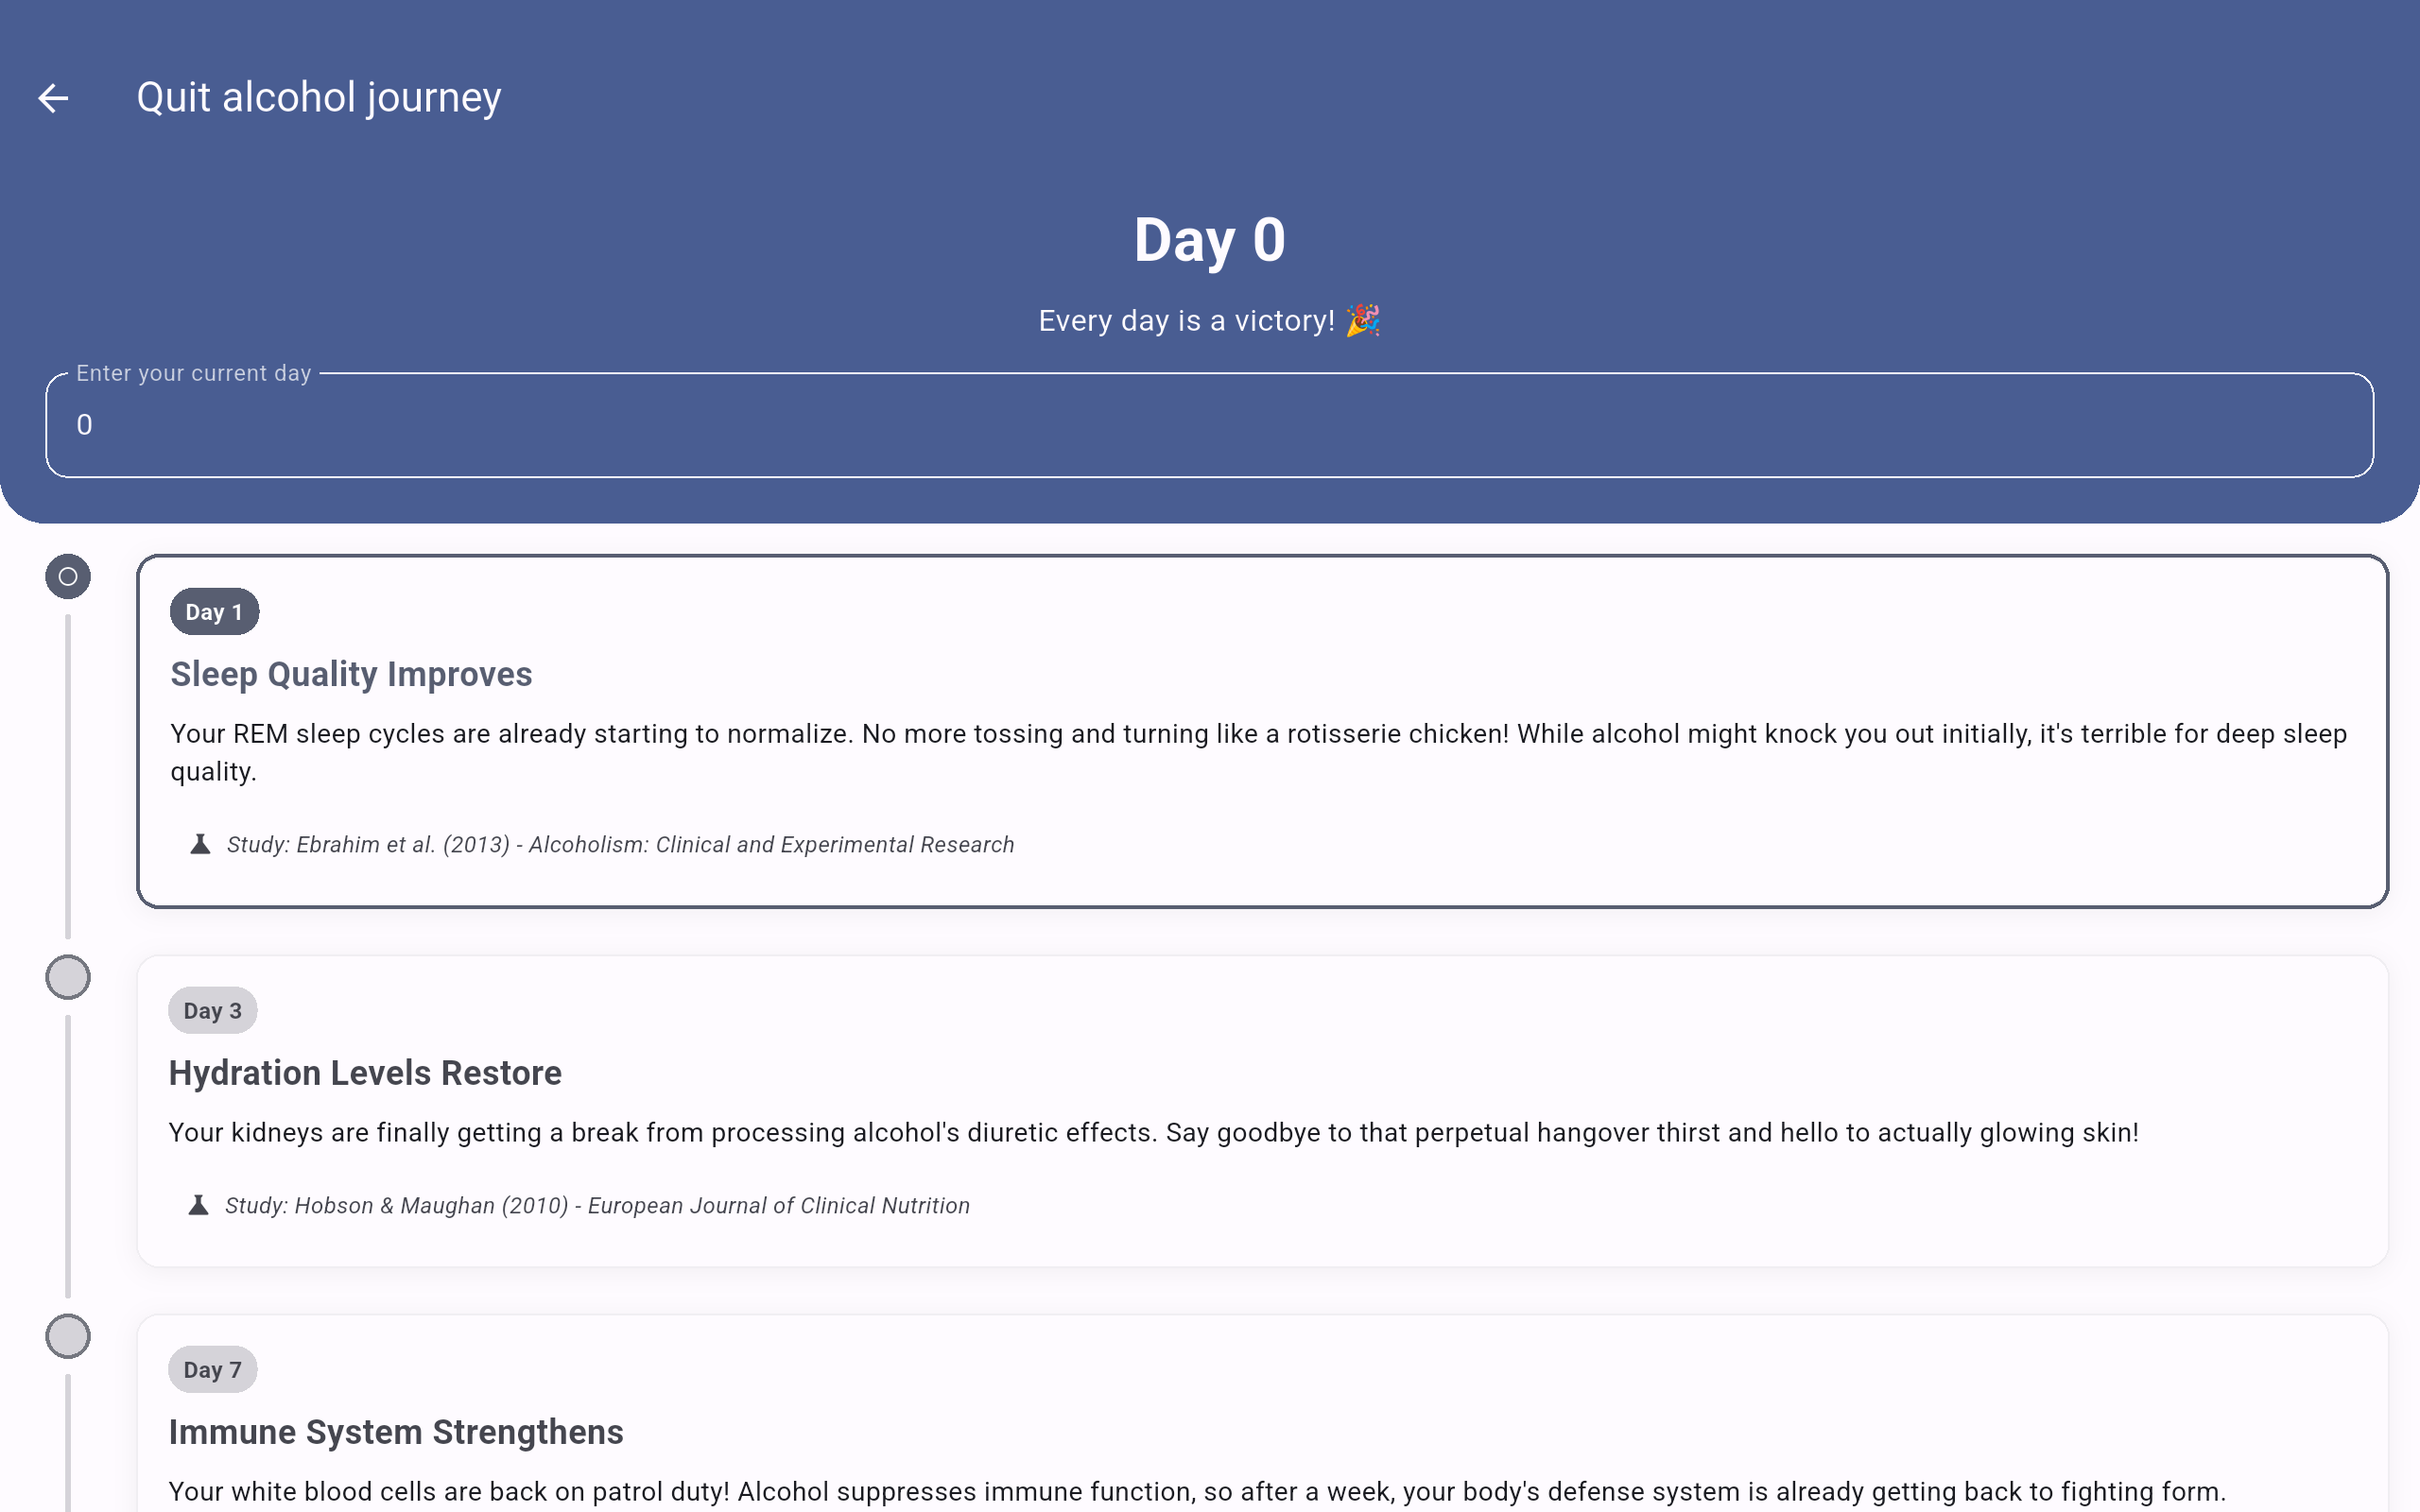 Quit alcohol journey
Day 0
Every day is a victory! 🎉
Enter your current day
0
Day 1
Sleep Quality Improves
Your REM sleep cycles are already starting to normalize. No more tossing and turning like a rotisserie chicken! While alcohol might knock you out initially, it's terrible for deep sleep
quality.
Study: Ebrahim et al. (2013) - Alcoholism: Clinical and Experimental Research
Day 3
Hydration Levels Restore
Your kidneys are finally getting a break from processing alcohol's diuretic effects. Say goodbye to that perpetual hangover thirst and hello to actually glowing skin!
Study: Hobson & Maughan (2010) - European Journal of Clinical Nutrition
Day 7
Immune System Strengthens
Your white blood cells are back on patrol duty! Alcohol suppresses immune function, so after a week, your body's defense system is already getting back to fighting form.